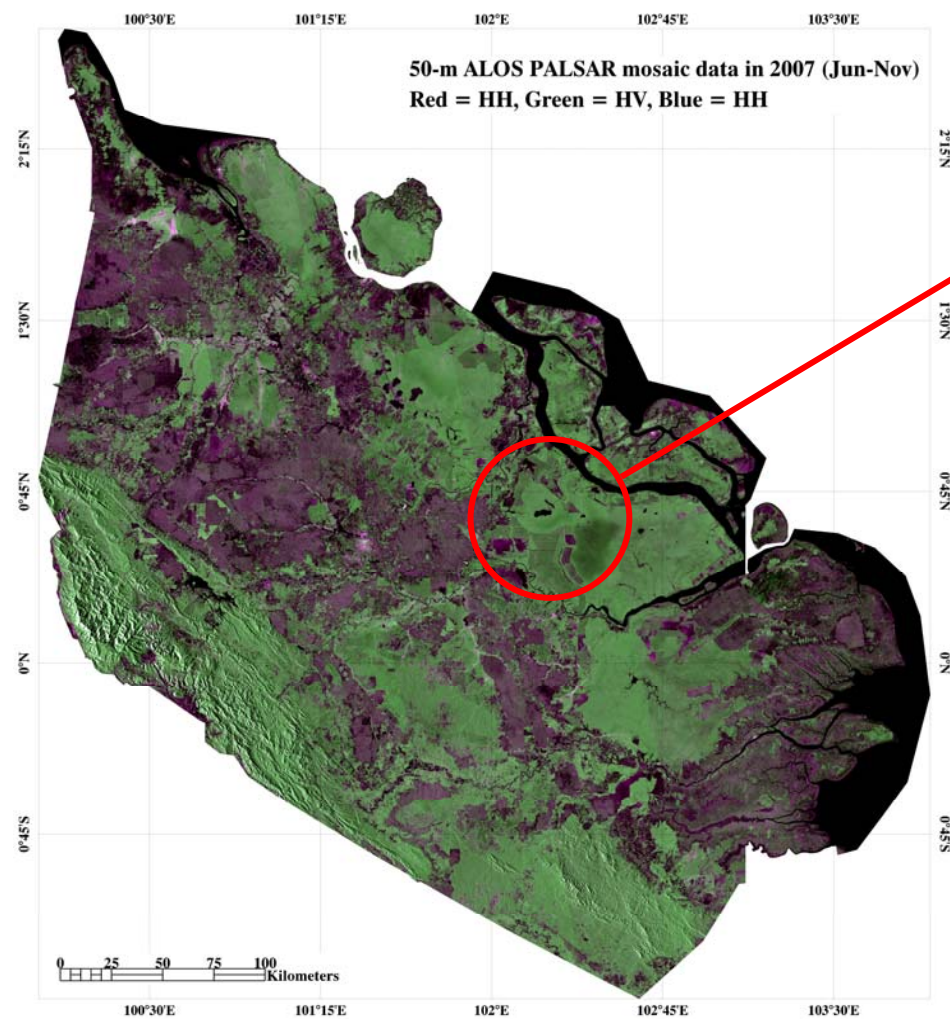 100°30'E 101°15'E 102°E 102°45'E 103°30'E
50-m ALOS PALSAR mosaic data in 2007 (Jun-Nov)
Red = HH, Green = HV, Blue = HH
2°15'N 2°15'N
1°30'N 1°30'N
0°45'N 0°45'N
0°N 0°N
0°45'S 0°45'S
0 25 50 75 100
Kilometers
100°30'E 101°15'E 102°E 102°45'E 103°30'E